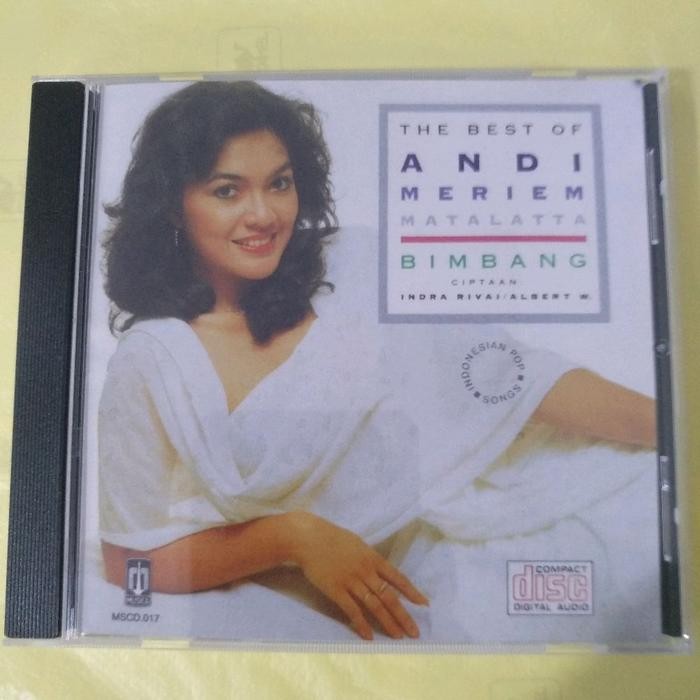 THE BEST OF
ANDI
MERIEM
MATALATTA
BIMBANG
CIPTAAN:
INDRA RIVAI/ALBERT W.
INDONESIAN POP
SONGS
MSCD.017
COMPACT
disc
DIGITAL AUDIO